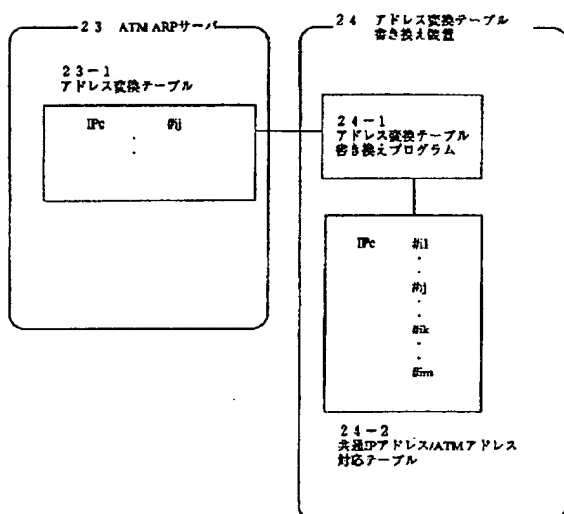 23 ATM ARPサーバ
23-1
アドレス変換テーブル
IPc #ij
・
・
24 アドレス変換テーブル
書き換え装置
24-1
アドレス変換テーブル
書き換えプログラム
IPc #i1
・
・
#ij
・
・
#ik
・
・
#im
24-2
共通IPアドレス/ATMアドレス
対応テーブル